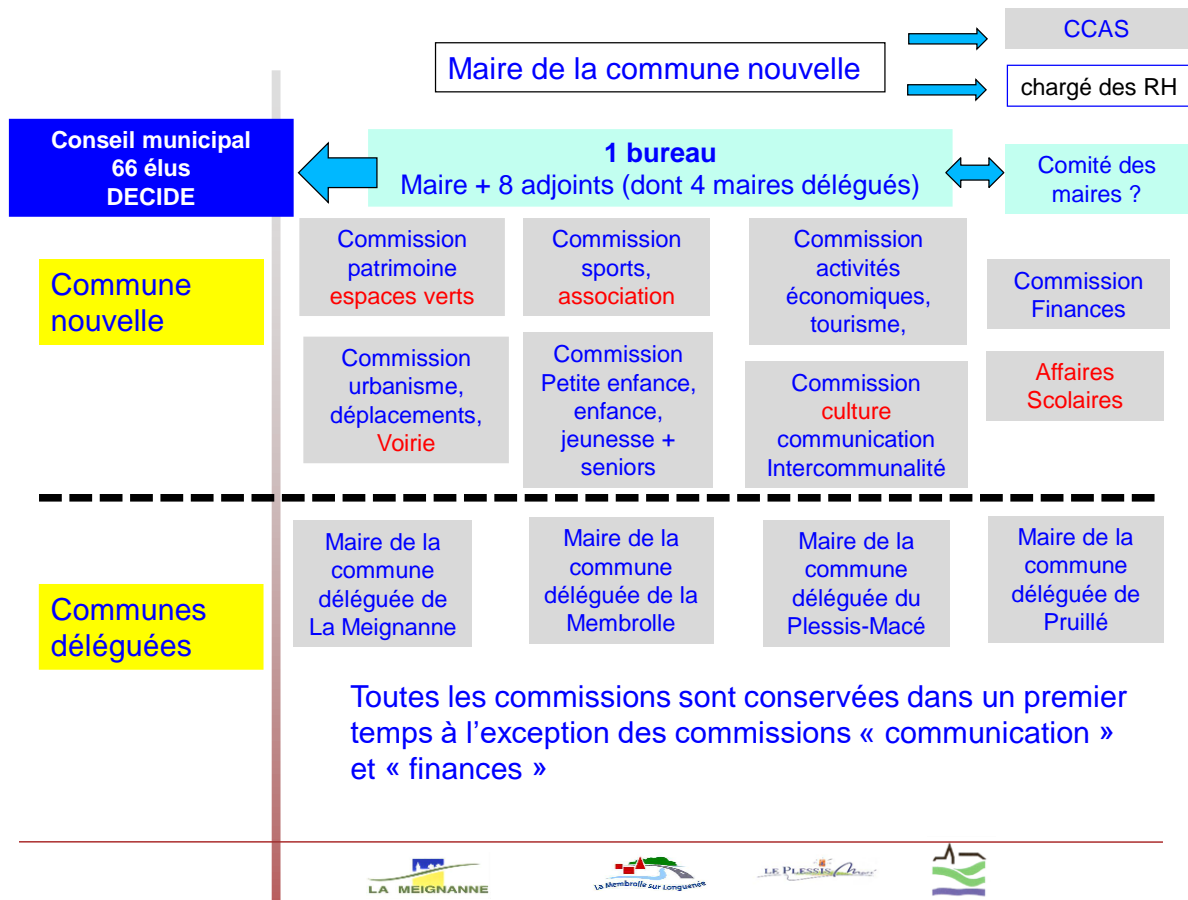 CCAS
Maire de la commune nouvelle
chargé des RH
Conseil municipal
66 élus
DECIDE
1 bureau
Maire + 8 adjoints (dont 4 maires délégués)
Comité des
maires ?
Commune
nouvelle
Commission
patrimoine
espaces verts
Commission
sports,
association
Commission
activités
économiques,
tourisme,
Commission
Finances
Commission
urbanisme,
déplacements,
Voirie
Commission
Petite enfance,
enfance,
jeunesse +
seniors
Commission
culture
communication
Intercommunalité
Affaires
Scolaires
Communes
déléguées
Maire de la
commune
déléguée de
La Meignanne
Maire de la
commune
déléguée de la
Membrolle
Maire de la
commune
déléguée du
Plessis-Macé
Maire de la
commune
déléguée de
Pruillé
Toutes les commissions sont conservées dans un premier
temps à l’exception des commissions « communication »
et « finances »
LA MEIGNANNE
La Membrolle sur Longuenée
LE PLESSIS Macé